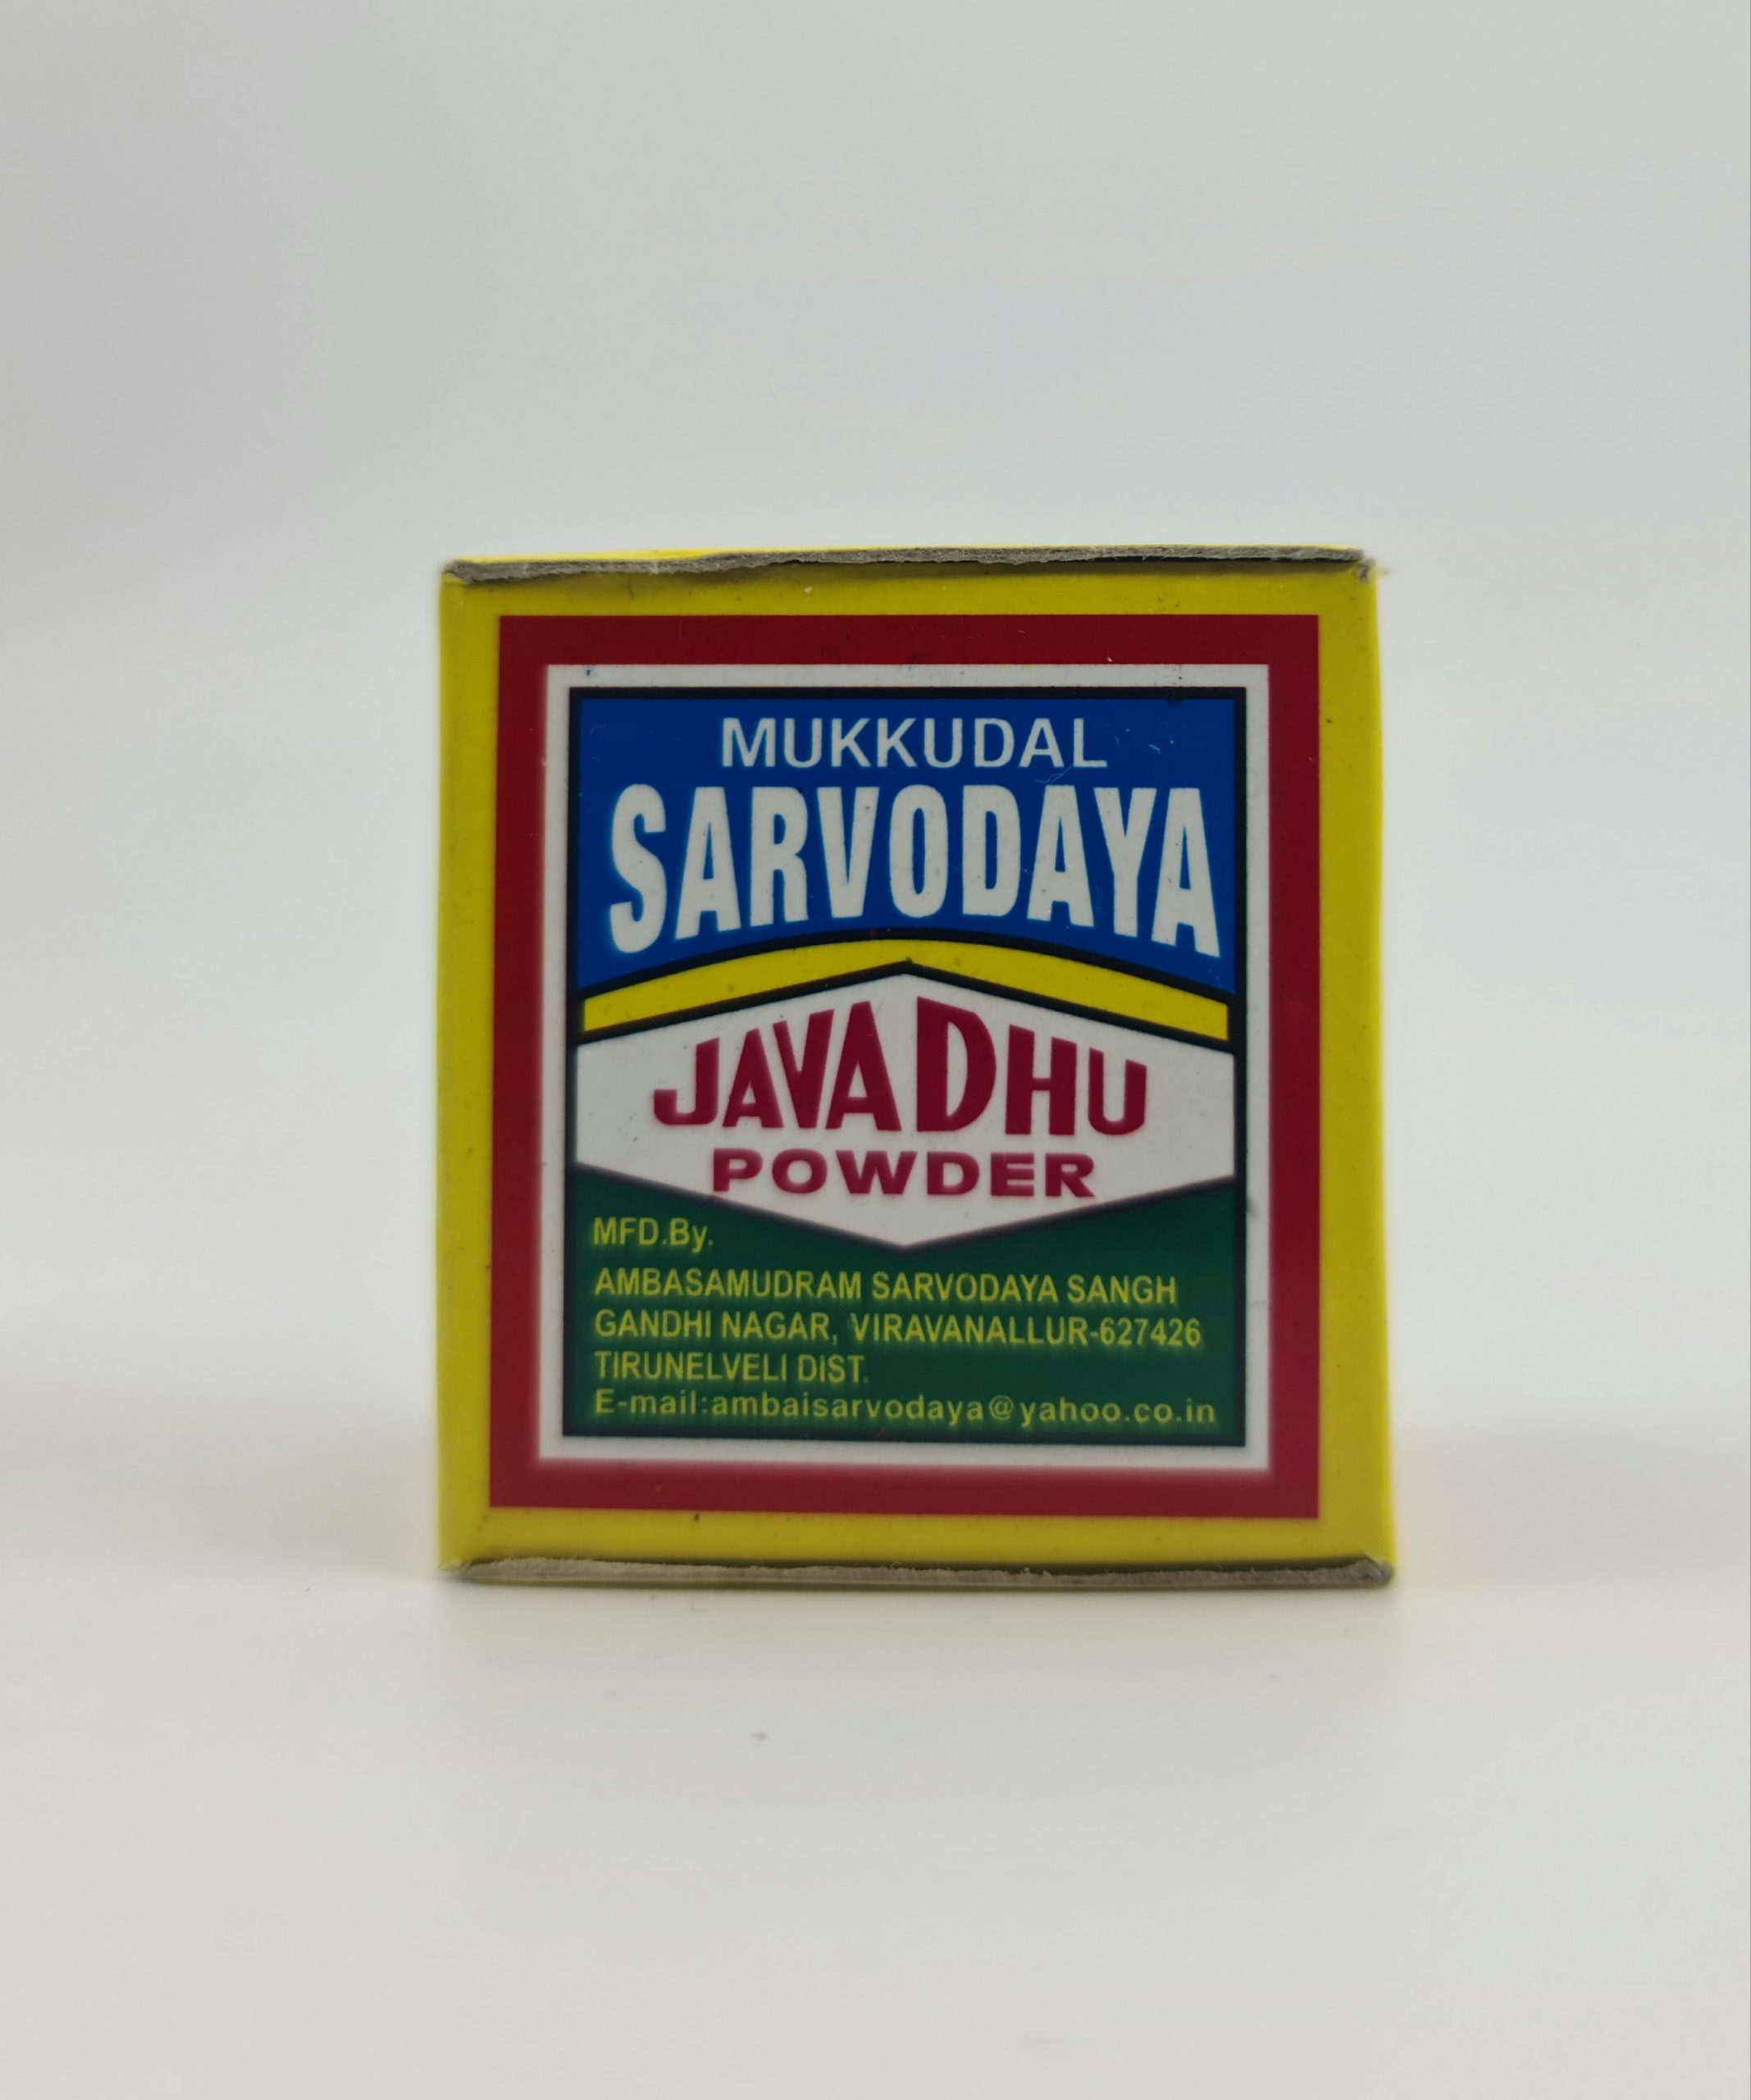 MUKKUDAL
SARVODAYA
JAVADHU
POWDER
MFD.By.
AMBASAMUDRAM SARVODAYA SANGH
GANDHI NAGAR, VIRAVANALLUR-627426
TIRUNELVELI DIST.
E-mail:ambaisarvodaya@yahoo.co.in